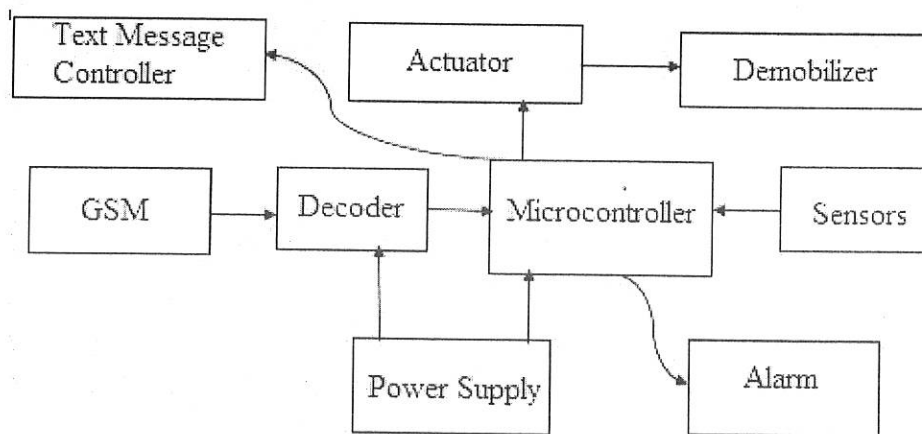 Text Message
Controller
Actuator
Demobilizer
GSM
Decoder
Microcontroller
Sensors
Power Supply
Alarm